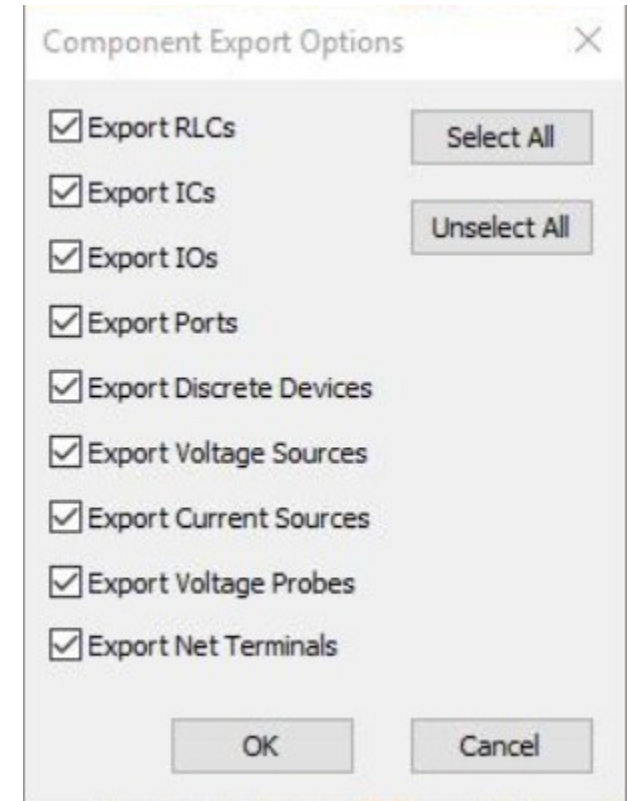 Component Export Options
Export RLCs
Select All
Export ICs
Unselect All
Export IOs
Export Ports
Export Discrete Devices
Export Voltage Sources
Export Current Sources
Export Voltage Probes
Export Net Terminals
OK
Cancel